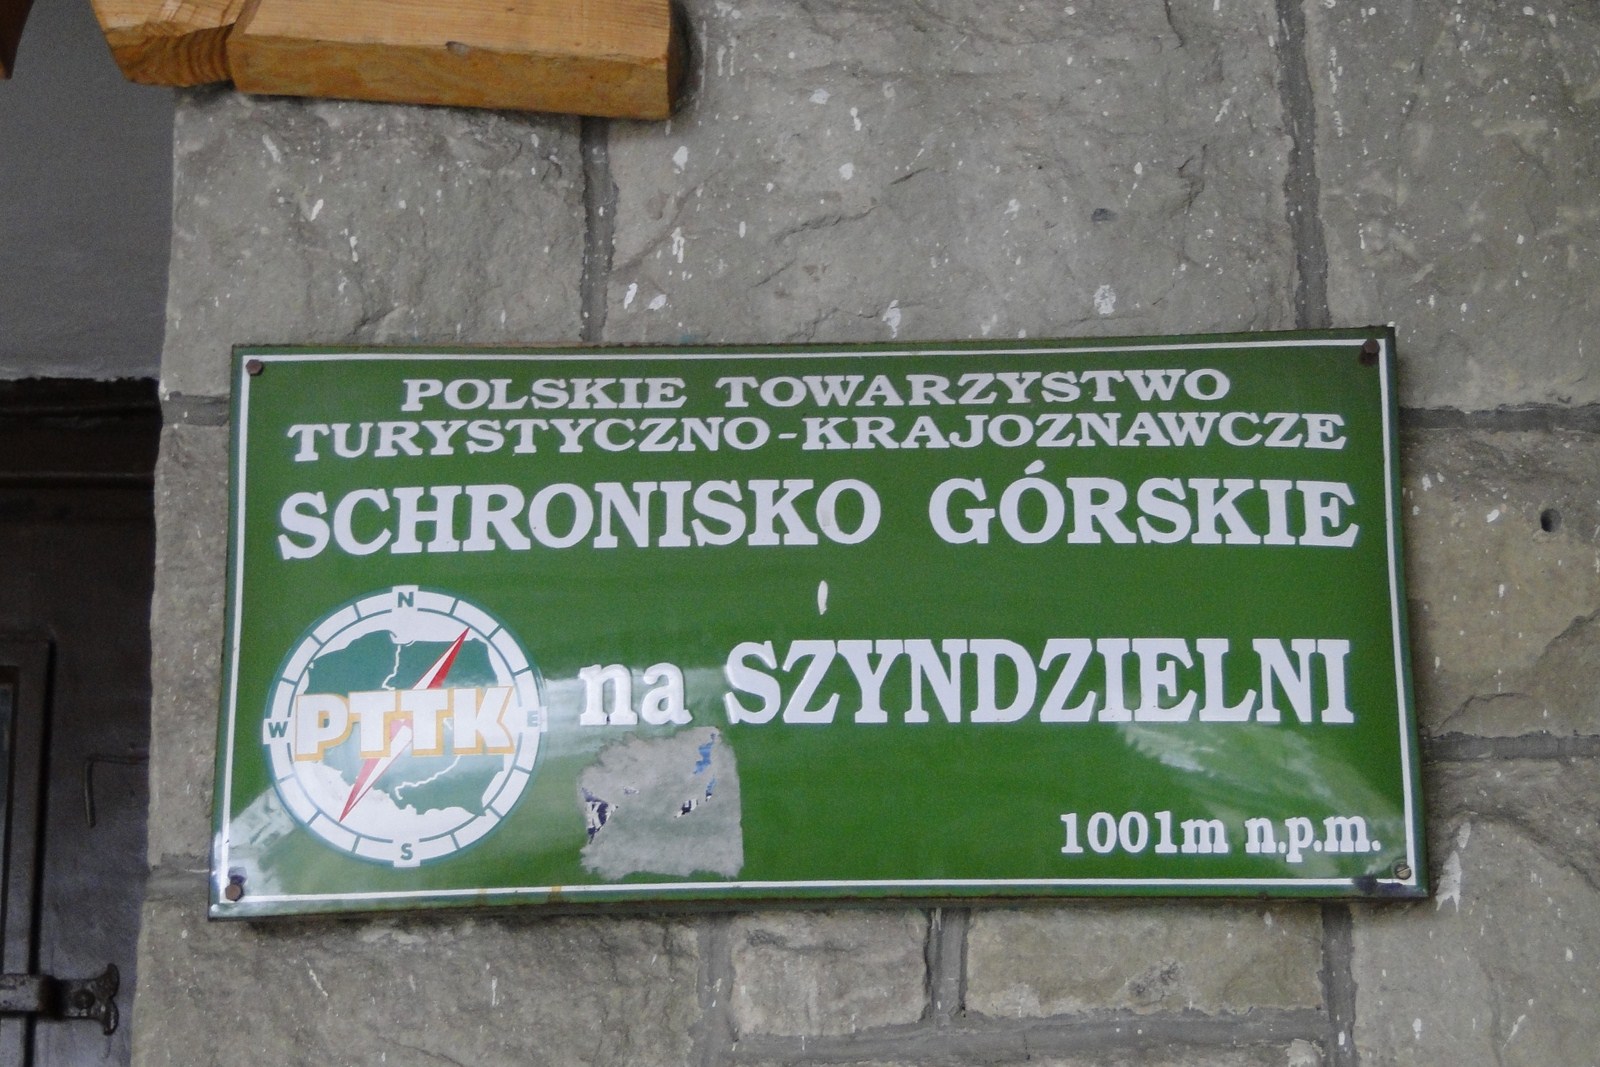 POLSKIE TOWARZYSTWO
TURYSTYCZNO-KRAJOZNAWCZE
SCHRONISKO GÓRSKIE
N
W PTTK E
S
na SZYNDZIELNI
1001m n.p.m.